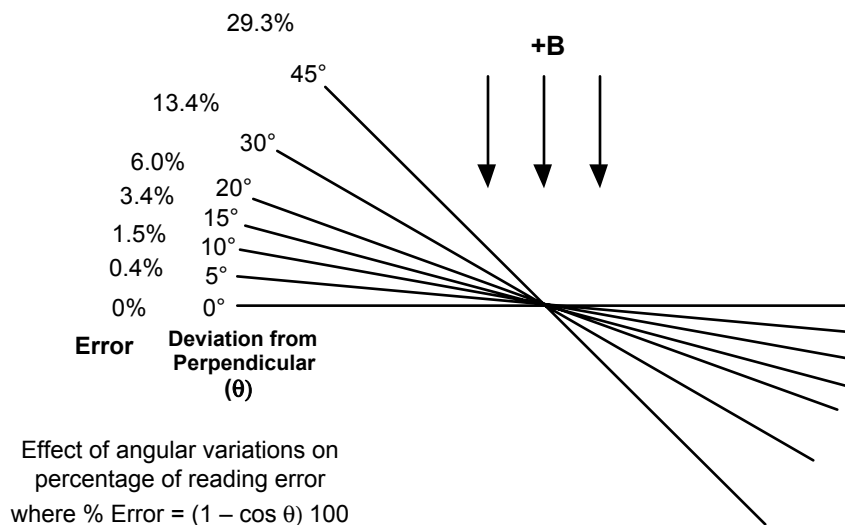 29.3%
+B
45°
13.4%
30°
6.0%
20°
3.4%
15°
1.5%
10°
0.4%
5°
0%
0°
Error
Deviation from
Perpendicular
(θ)
Effect of angular variations on
percentage of reading error
where % Error = (1 – cos θ) 100